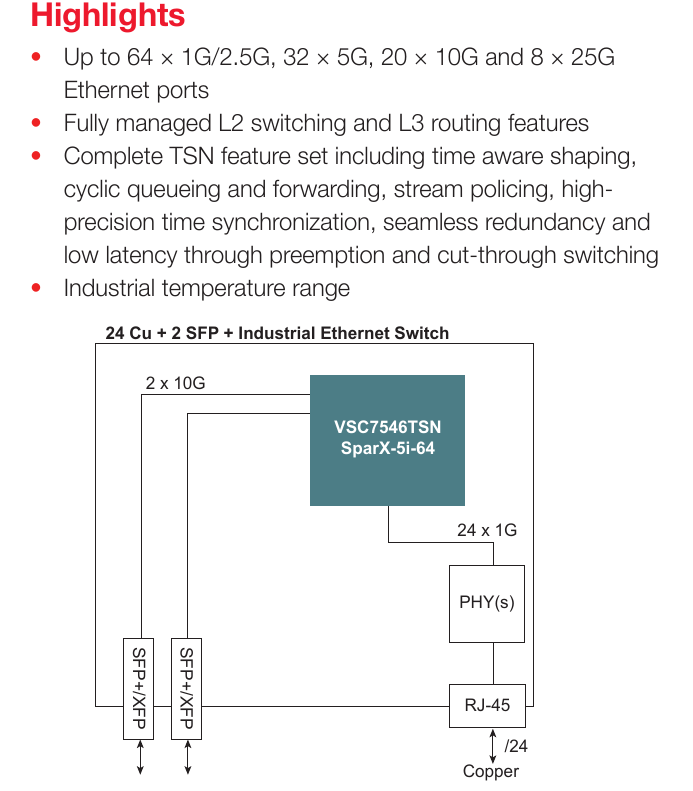 Highlights
• Up to 64 × 1G/2.5G, 32 × 5G, 20 × 10G and 8 × 25G
Ethernet ports
• Fully managed L2 switching and L3 routing features
• Complete TSN feature set including time aware shaping,
cyclic queueing and forwarding, stream policing, high-
precision time synchronization, seamless redundancy and
low latency through preemption and cut-through switching
• Industrial temperature range
24 Cu + 2 SFP + Industrial Ethernet Switch
2 x 10G
VSC7546TSN
SparX-5i-64
24 x 1G
PHY(s)
SFP+/XFP
SFP+/XFP
RJ-45
/24
Copper